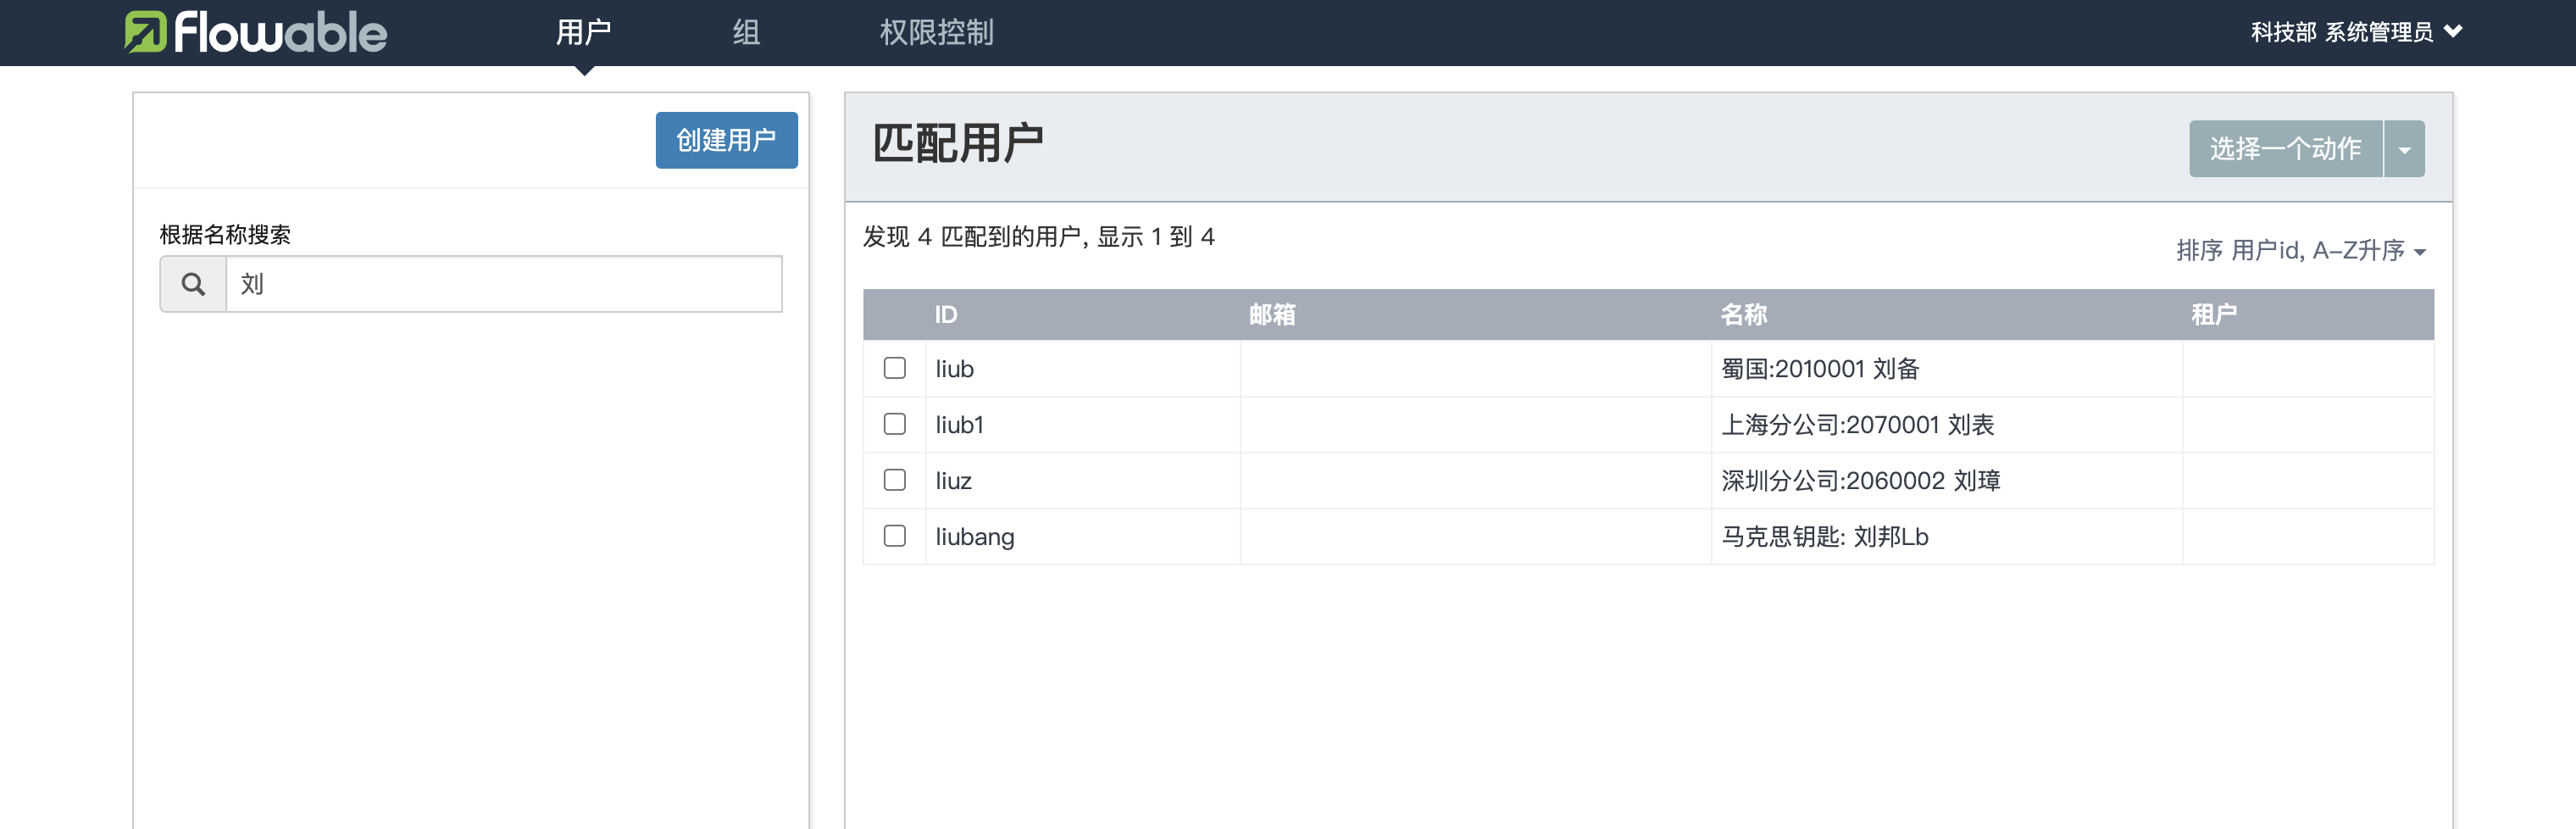 flowable 用户 组 权限控制 科技部 系统管理员
创建用户
根据名称搜索
刘
匹配用户
选择一个动作
发现 4 匹配到的用户, 显示 1 到 4
排序 用户id, A-Z升序
ID 邮箱 名称 租户
liub 蜀国:2010001 刘备
liub1 上海分公司:2070001 刘表
liuz 深圳分公司:2060002 刘璋
liubang 马克思钥匙: 刘邦Lb